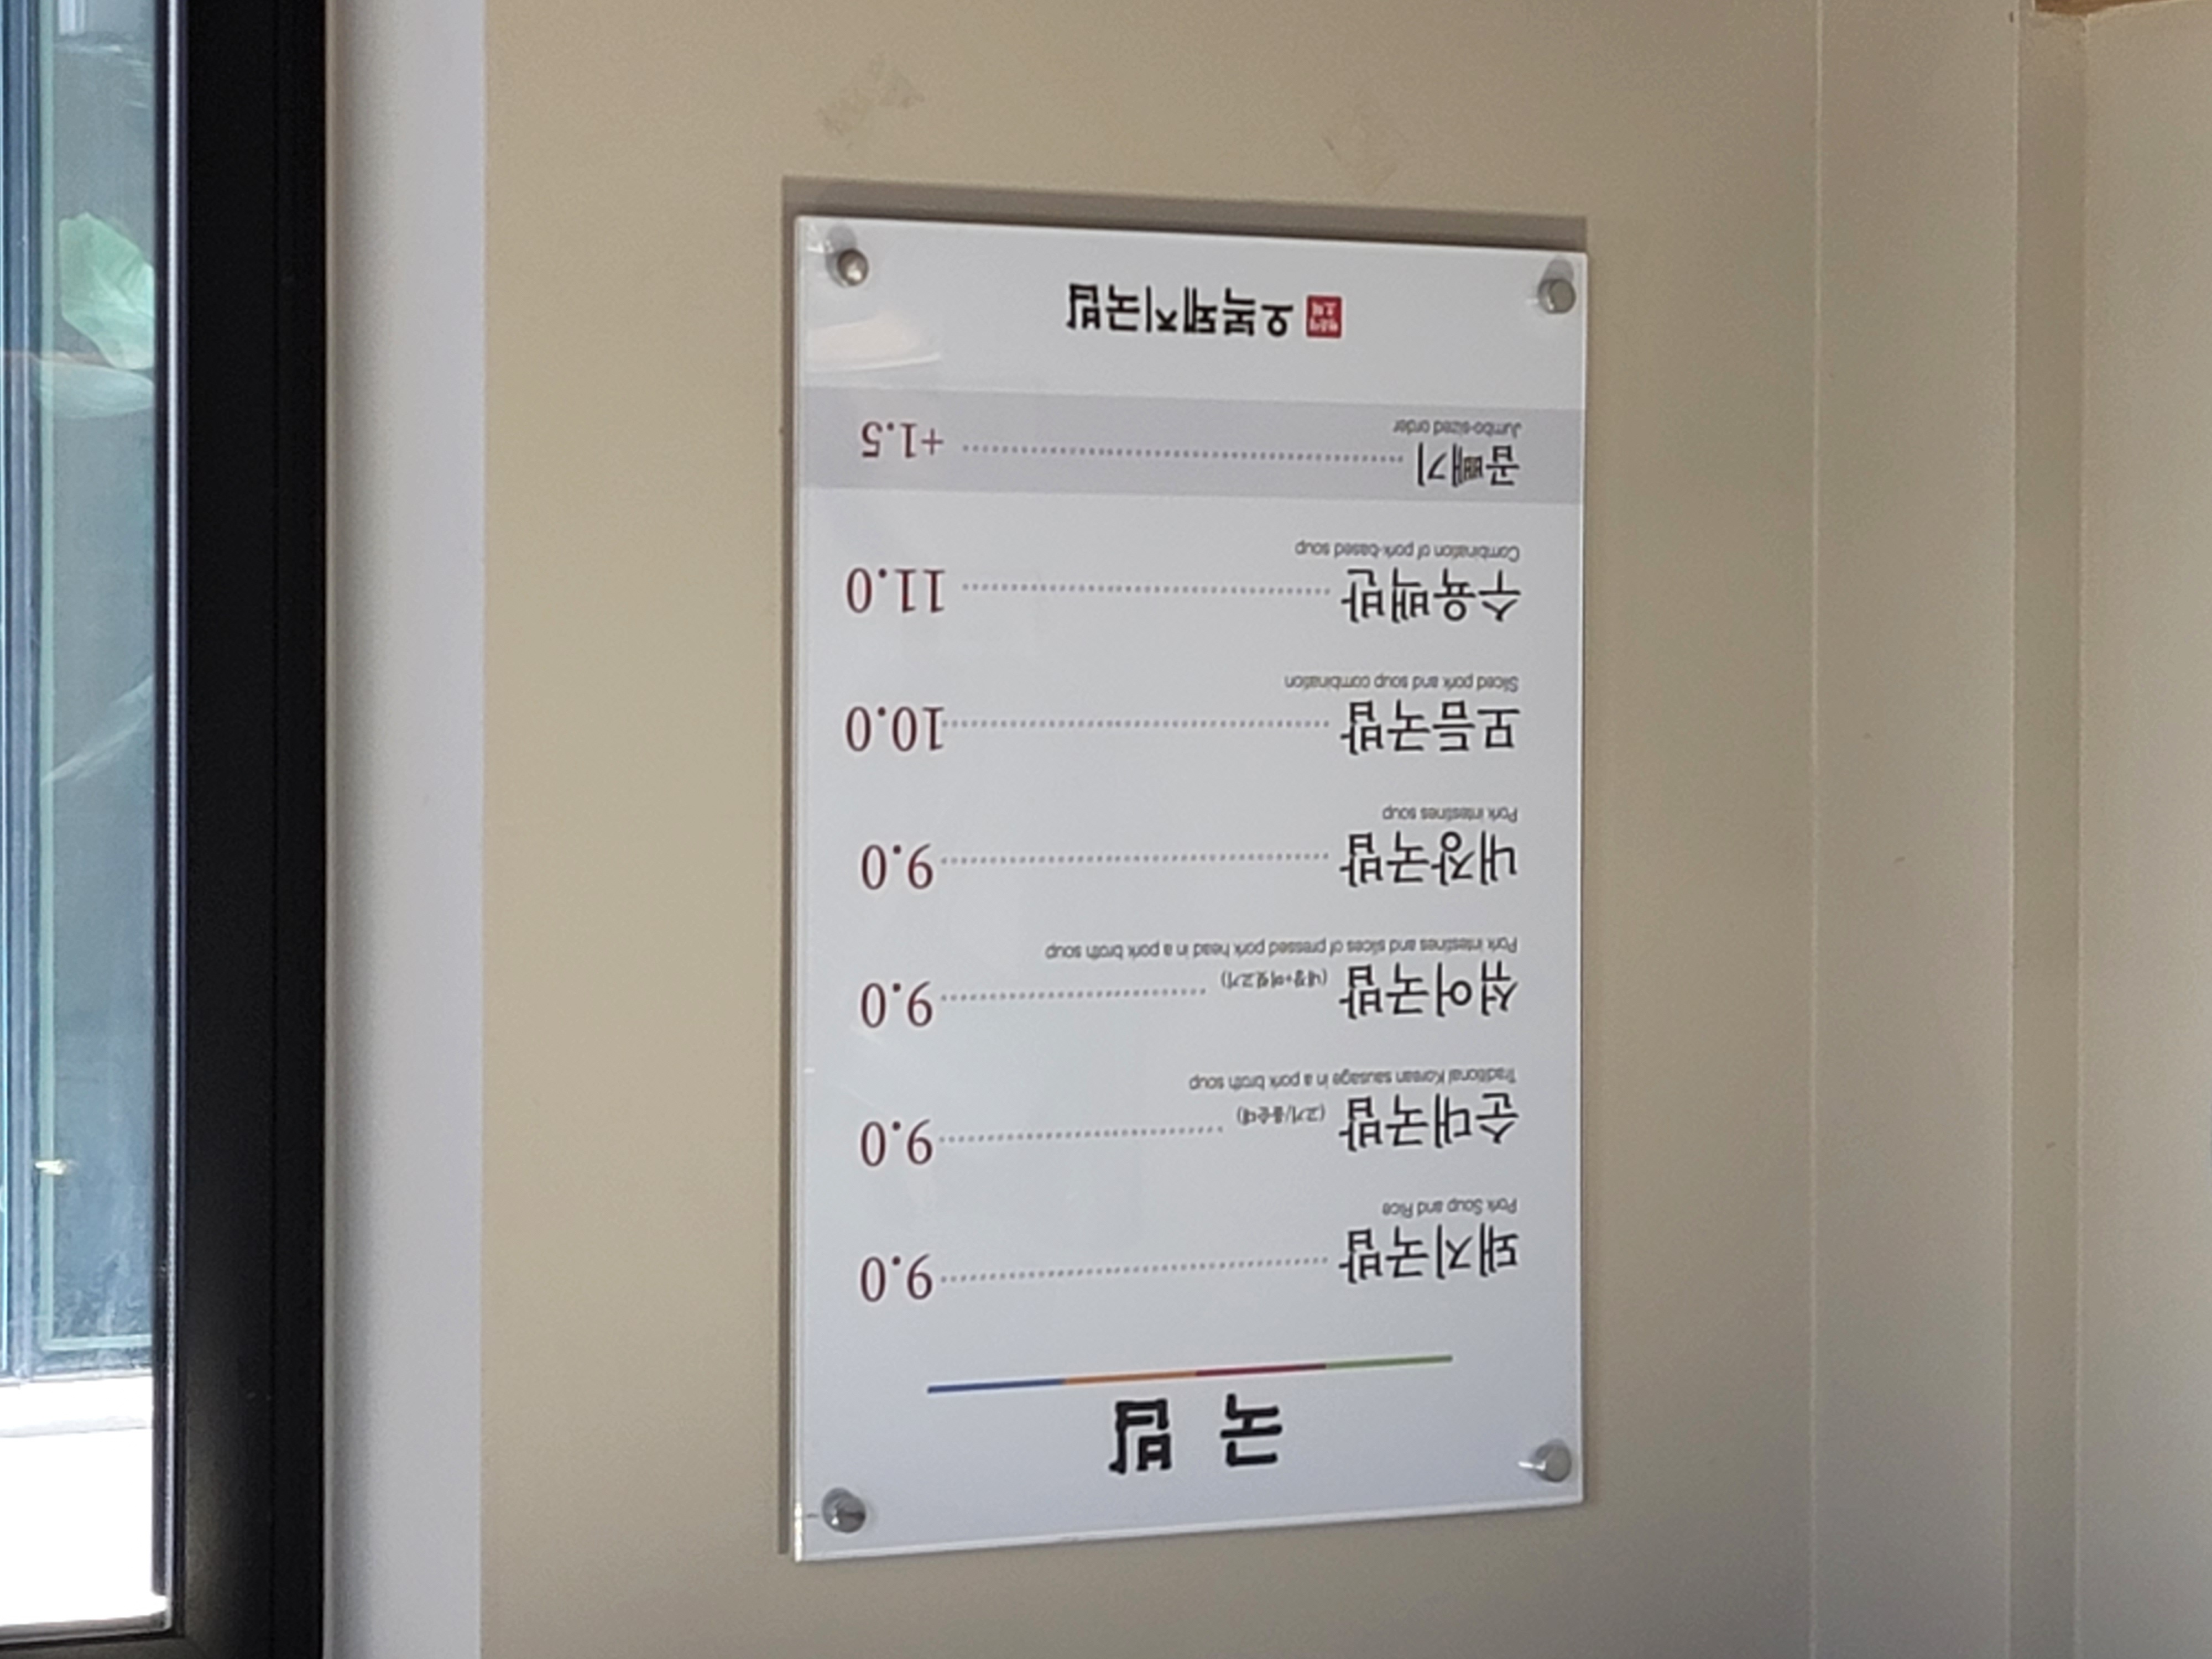 국 밥
돼지국밥 9.0
Pork Soup and Rice
순대국밥 (고기/올순대) 9.0
Traditional Korean sausage in a pork broth soup
섞어국밥 (내장+머릿고기) 9.0
Pork intestines and slices of pressed pork head in a pork broth soup
내장국밥 9.0
Pork intestines soup
모듬국밥 10.0
Sliced pork and soup combination
수육백반 11.0
Combination of pork-based soup
곱빼기 +1.5
Jumbo-sized order
오복돼지국밥